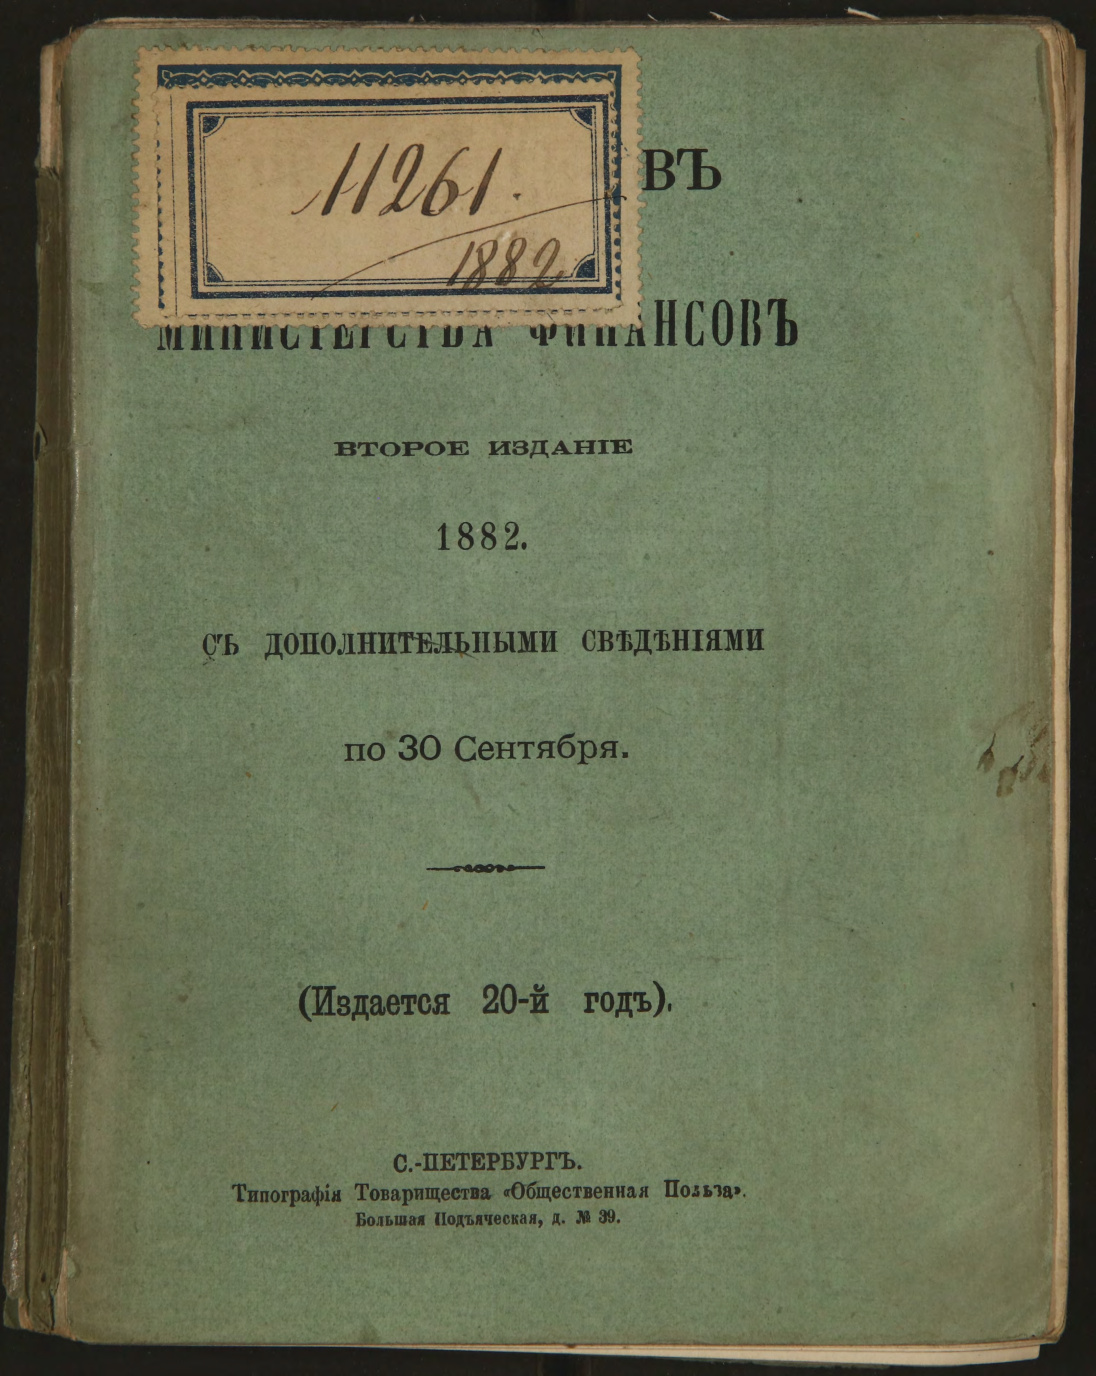 11261.
1882
ВЪ
МИНИСТЕРСТВА ФИНАНСОВЪ
ВТОРОЕ ИЗДАНІЕ
1882.
СЪ ДОПОЛНИТЕЛЬНЫМИ СВѢДѢНІЯМИ
по 30 Сентября.
(Издается 20-й годъ).
С.-ПЕТЕРБУРГЪ.
Типографія Товарищества «Общественная Польза».
Большая Подъяческая, д. № 39.